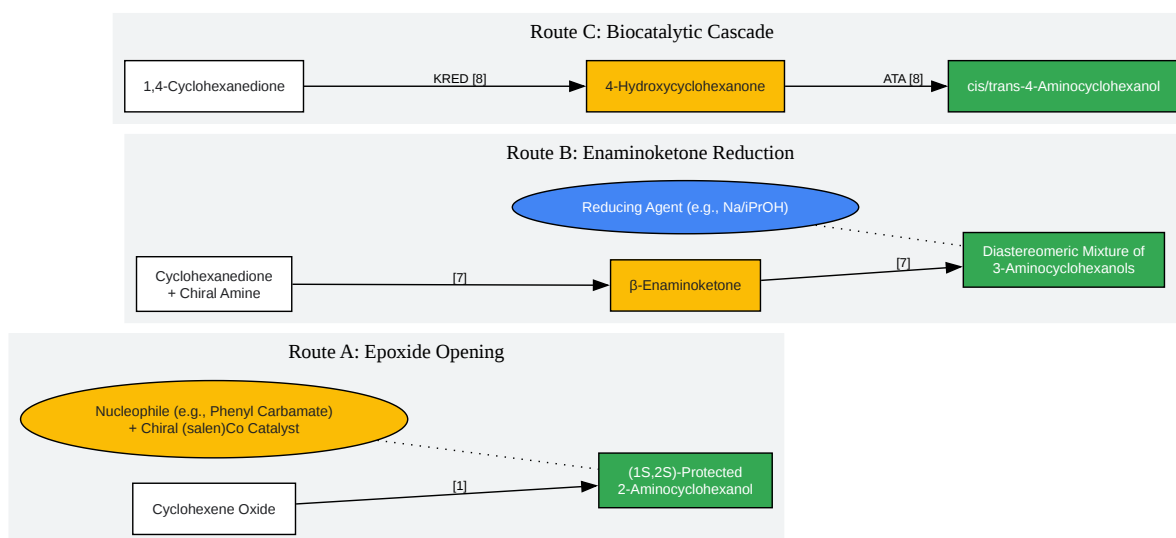 Route C: Biocatalytic Cascade
1,4-Cyclohexanedione
KRED [8]
4-Hydroxycyclohexanone
ATA [8]
cis/trans-4-Aminocyclohexanol
Route B: Enaminoketone Reduction
Reducing Agent (e.g., Na/iPrOH)
Cyclohexanedione
+ Chiral Amine
[7]
β-Enaminoketone
[7]
Diastereomeric Mixture of
3-Aminocyclohexanols
Route A: Epoxide Opening
Nucleophile (e.g., Phenyl Carbamate)
+ Chiral (salen)Co Catalyst
Cyclohexene Oxide
[1]
(1S,2S)-Protected
2-Aminocyclohexanol